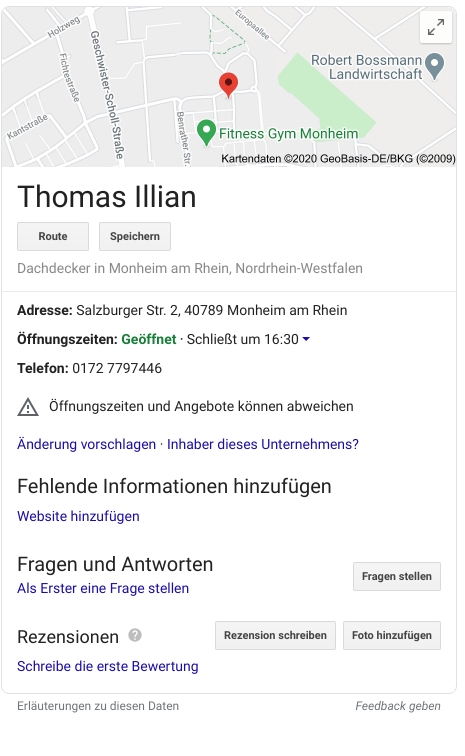 Holzweg
Europaallee
Geschwister-Scholl-Straße
Fichtestraße
Robert Bossmann
Landwirtschaft
Kantstraße
Benrather Str.
Fitness Gym Monheim
Kartendaten ©2020 GeoBasis-DE/BKG (©2009)
Thomas Illian
Route Speichern
Dachdecker in Monheim am Rhein, Nordrhein-Westfalen
Adresse: Salzburger Str. 2, 40789 Monheim am Rhein
Öffnungszeiten: Geöffnet · Schließt um 16:30
Telefon: 0172 7797446
Öffnungszeiten und Angebote können abweichen
Änderung vorschlagen · Inhaber dieses Unternehmens?
Fehlende Informationen hinzufügen
Website hinzufügen
Fragen und Antworten
Fragen stellen
Als Erster eine Frage stellen
Rezensionen ? Rezension schreiben Foto hinzufügen
Schreibe die erste Bewertung
Erläuterungen zu diesen Daten Feedback geben